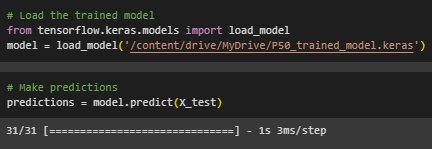 # Load the trained model
from tensorflow.keras.models import load_model
model = load_model('/content/drive/MyDrive/P50_trained_model.keras')
# Make predictions
predictions = model.predict(X_test)
31/31 [==============================] - 1s 3ms/step